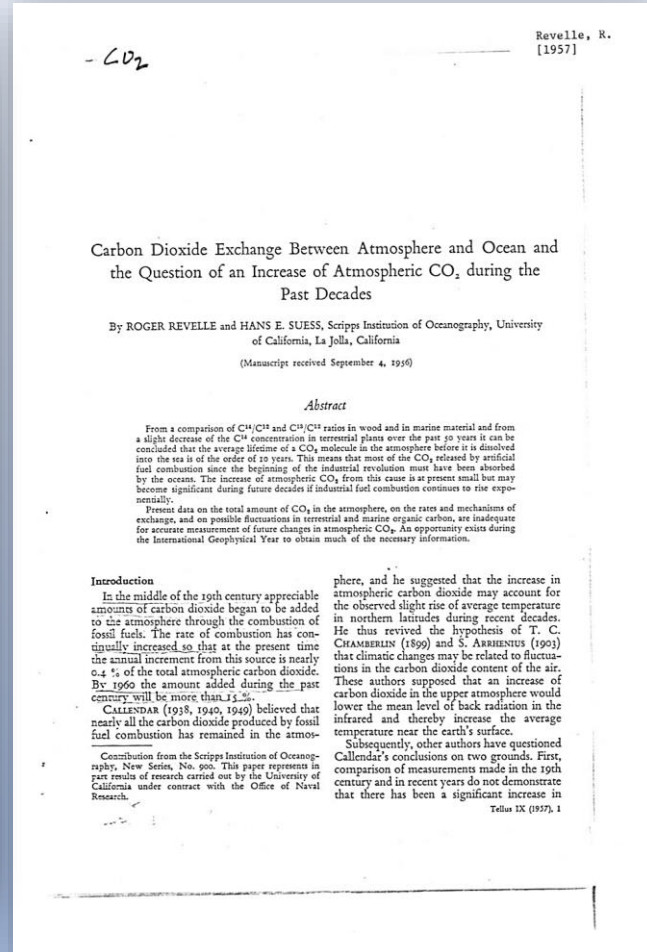 Revelle, R.
[1957]
- CO2
Carbon Dioxide Exchange Between Atmosphere and Ocean and
the Question of an Increase of Atmospheric CO₂ during the
Past Decades
By ROGER REVELLE and HANS E. SUESS, Scripps Institution of Oceanography, University
of California, La Jolla, California
(Manuscript received September 4, 1956)
Abstract
From a comparison of C¹⁴/C¹² and C¹³/C¹² ratios in wood and in marine material and from
a slight decrease of the C¹⁴ concentration in terrestrial plants over the past 50 years it can be
concluded that the average lifetime of a CO₂ molecule in the atmosphere before it is dissolved
into the sea is of the order of 10 years. This means that most of the CO₂ released by artificial
fuel combustion since the beginning of the industrial revolution must have been absorbed
by the oceans. The increase of atmospheric CO₂ from this cause is at present small but may
become significant during future decades if industrial fuel combustion continues to rise expo-
nentially.
Present data on the total amount of CO₂ in the atmosphere, on the rates and mechanisms of
exchange, and on possible fluctuations in terrestrial and marine organic carbon, are inadequate
for accurate measurement of future changes in atmospheric CO₂. An opportunity exists during
the International Geophysical Year to obtain much of the necessary information.
Introduction
In the middle of the 19th century appreciable
amounts of carbon dioxide began to be added
to the atmosphere through the combustion of
fossil fuels. The rate of combustion has con-
tinually increased so that at the present time
the annual increment from this source is nearly
0.4 % of the total atmospheric carbon dioxide.
By 1960 the amount added during the past
century will be more than 15 %.
CALLENDAR (1938, 1940, 1949) believed that
nearly all the carbon dioxide produced by fossil
fuel combustion has remained in the atmos-
Contribution from the Scripps Institution of Oceanog-
raphy, New Series, No. 900. This paper represents in
part results of research carried out by the University of
California under contract with the Office of Naval
Research.
phere, and he suggested that the increase in
atmospheric carbon dioxide may account for
the observed slight rise of average temperature
in northern latitudes during recent decades.
He thus revived the hypothesis of T. C.
CHAMBERLIN (1899) and S. ARRHENIUS (1903)
that climatic changes may be related to fluctua-
tions in the carbon dioxide content of the air.
These authors supposed that an increase of
carbon dioxide in the upper atmosphere would
lower the mean level of back radiation in the
infrared and thereby increase the average
temperature near the earth's surface.
Subsequently, other authors have questioned
Callendar's conclusions on two grounds. First,
comparison of measurements made in the 19th
century and in recent years do not demonstrate
that there has been a significant increase in
Tellus IX (1957), 1